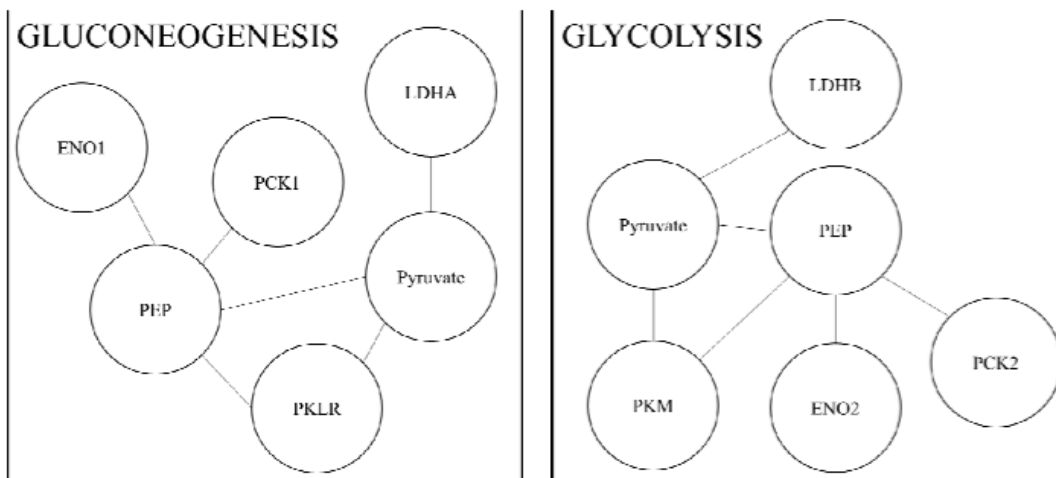 GLUCONEOGENESIS
LDHA
ENO1
PCK1
Pyruvate
PEP
PKLR
GLYCOLYSIS
LDHB
Pyruvate
PEP
PCK2
PKM
ENO2